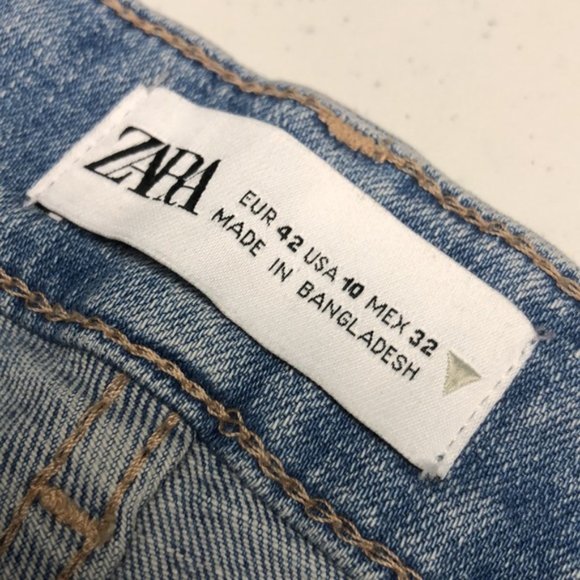 ZARA
EUR 42 USA 10 MEX 32
MADE IN BANGLADESH